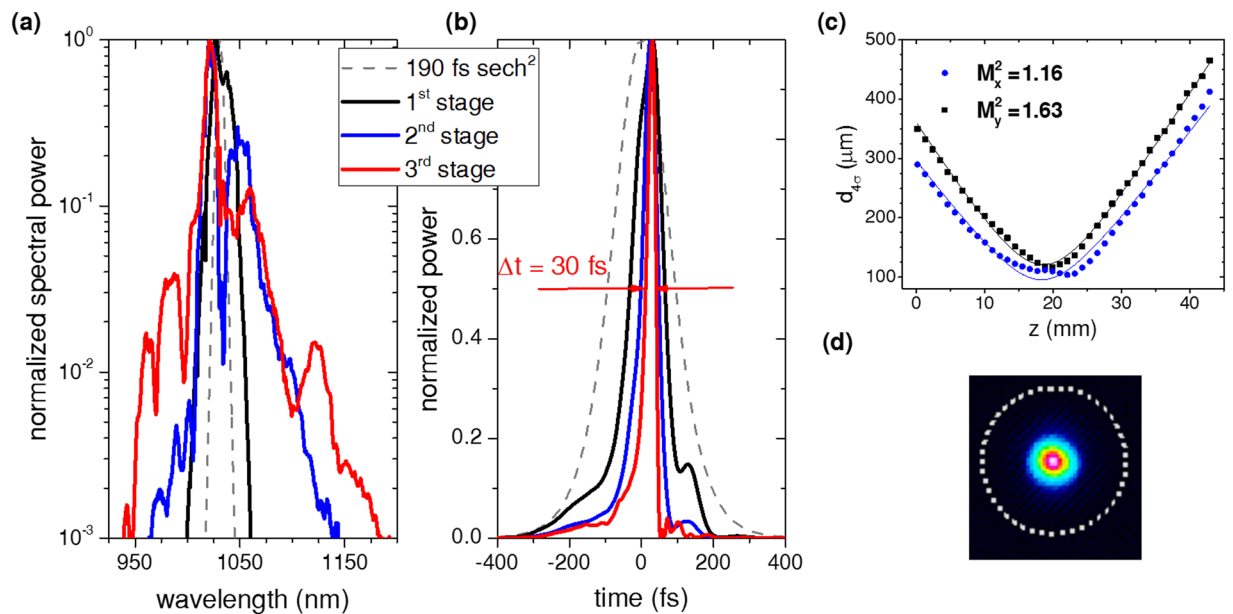 (a)
10⁰
10⁻¹
10⁻²
10⁻³
normalized spectral power
950
1050
1150
wavelength (nm)
190 fs sech²
1ˢᵗ stage
2ⁿᵈ stage
3ʳᵈ stage
(b)
0.6
0.4
0.2
0.0
normalized power
Δt = 30 fs
-400
-200
0
200
400
time (fs)
(c)
500
400
300
200
100
d₄σ (μm)
M²ₓ = 1.16
M²ᵧ = 1.63
0
10
20
30
40
z (mm)
(d)